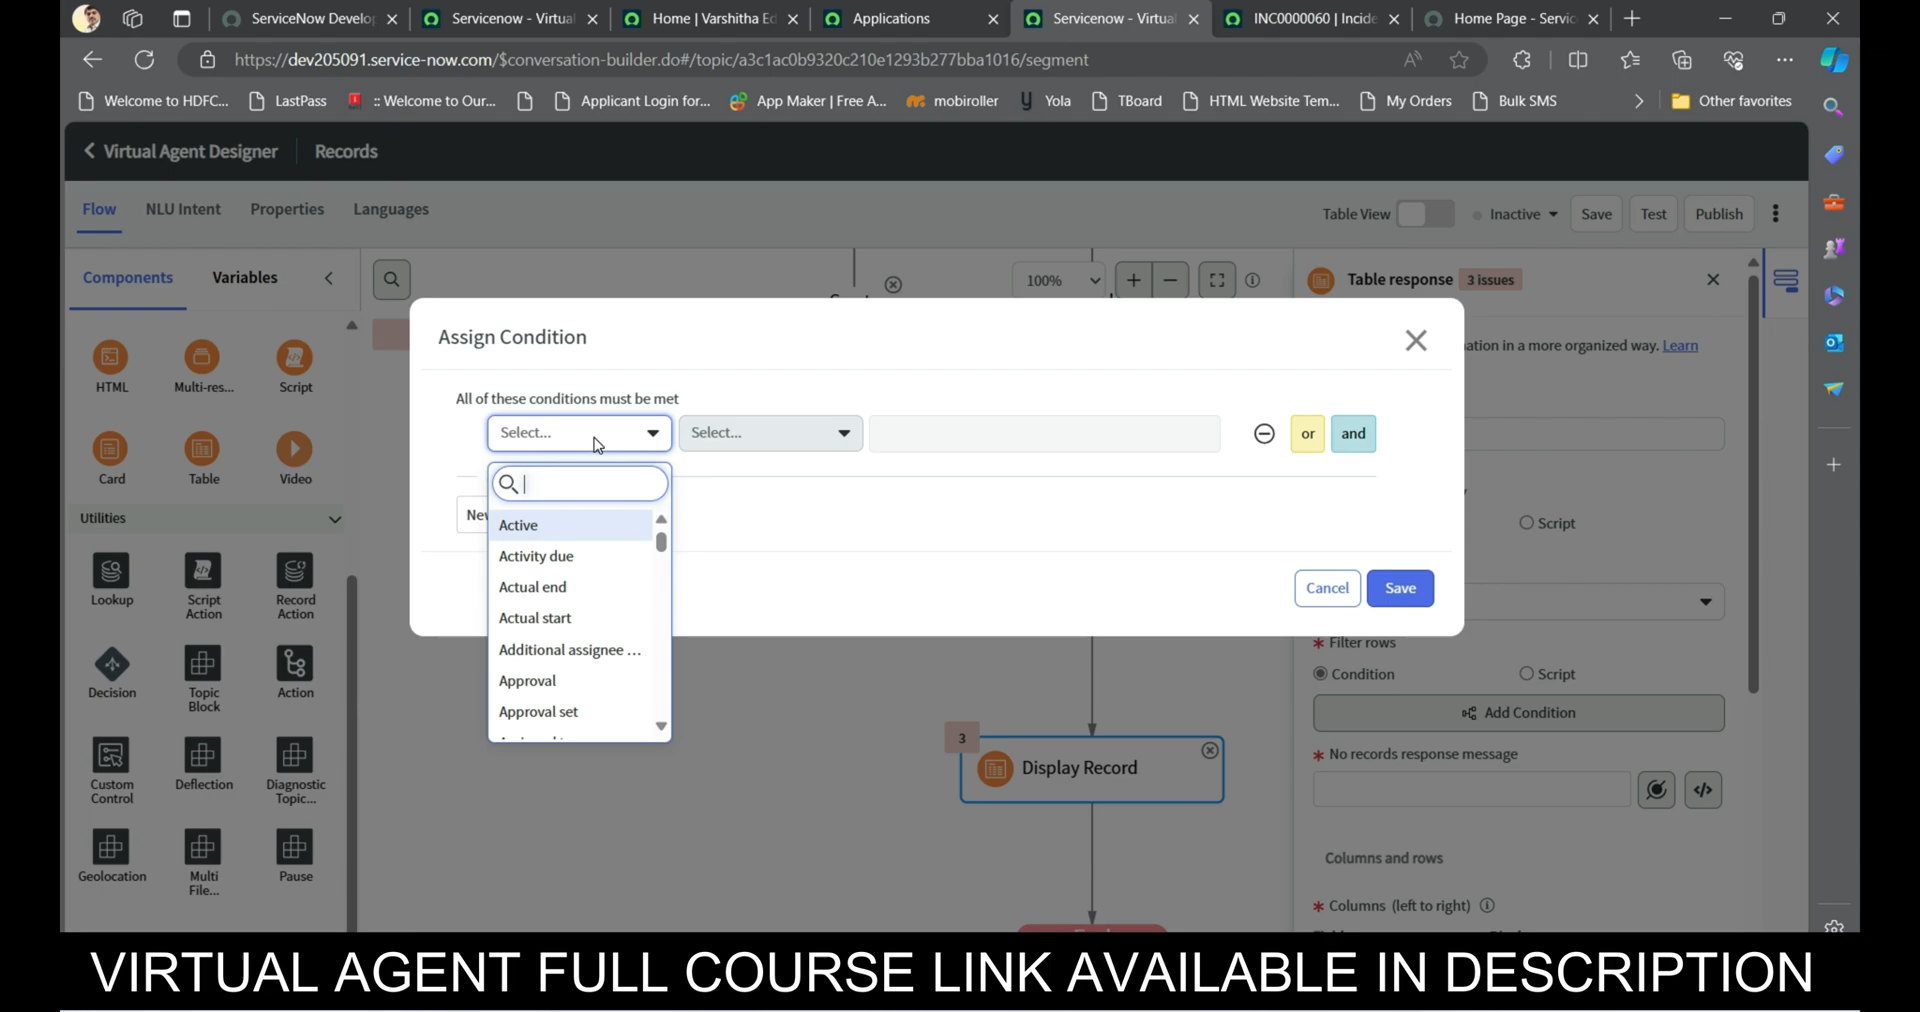 ServiceNow Develo
Servicenow - Virtua
Home | Varshitha Ed
Applications
Servicenow - Virtua
INC0000060 | Incide
Home Page - Servic
https://dev205091.service-now.com/$conversation-builder.do#/topic/a3c1ac0b9320c210e1293b277bba1016/segment
Welcome to HDFC...
LastPass
:: Welcome to Our...
Applicant Login for...
App Maker | Free A...
mobiroller
Yola
TBoard
HTML Website Tem...
My Orders
Bulk SMS
Other favorites
Virtual Agent Designer
Records
Flow
NLU Intent
Properties
Languages
Table View
Inactive
Save
Test
Publish
Components
Variables
100%
Table response
3 issues
HTML
Multi-res...
Script
Card
Table
Video
Utilities
Lookup
Script
Action
Record
Action
Decision
Topic
Block
Action
Custom
Control
Deflection
Diagnostic
Topic...
Geolocation
Multi
File...
Pause
Assign Condition
All of these conditions must be met
Select...
Select...
or
and
Active
Activity due
Actual end
Actual start
Additional assignee ...
Approval
Approval set
Cancel
Save
3
Display Record
ation in a more organized way. Learn
Script
* Filter rows
Condition
Script
Add Condition
* No records response message
Columns and rows
* Columns (left to right)
VIRTUAL AGENT FULL COURSE LINK AVAILABLE IN DESCRIPTION